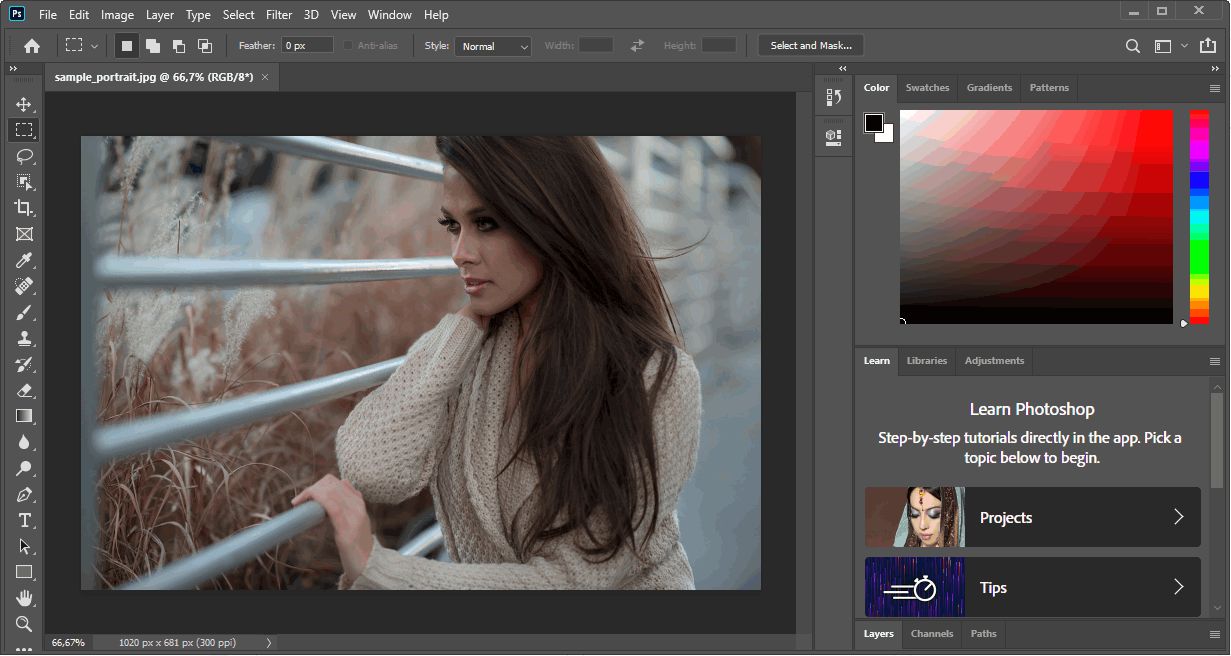 Ps File Edit Image Layer Type Select Filter 3D View Window Help
Feather: 0 px Anti-alias Style: Normal Width: Height: Select and Mask...
sample_portrait.jpg @ 66,7% (RGB/8*)
Color Swatches Gradients Patterns
Learn Libraries Adjustments
Learn Photoshop
Step-by-step tutorials directly in the app. Pick a
topic below to begin.
Projects
Tips
Layers Channels Paths
66,67% 1020 px x 681 px (300 ppi)